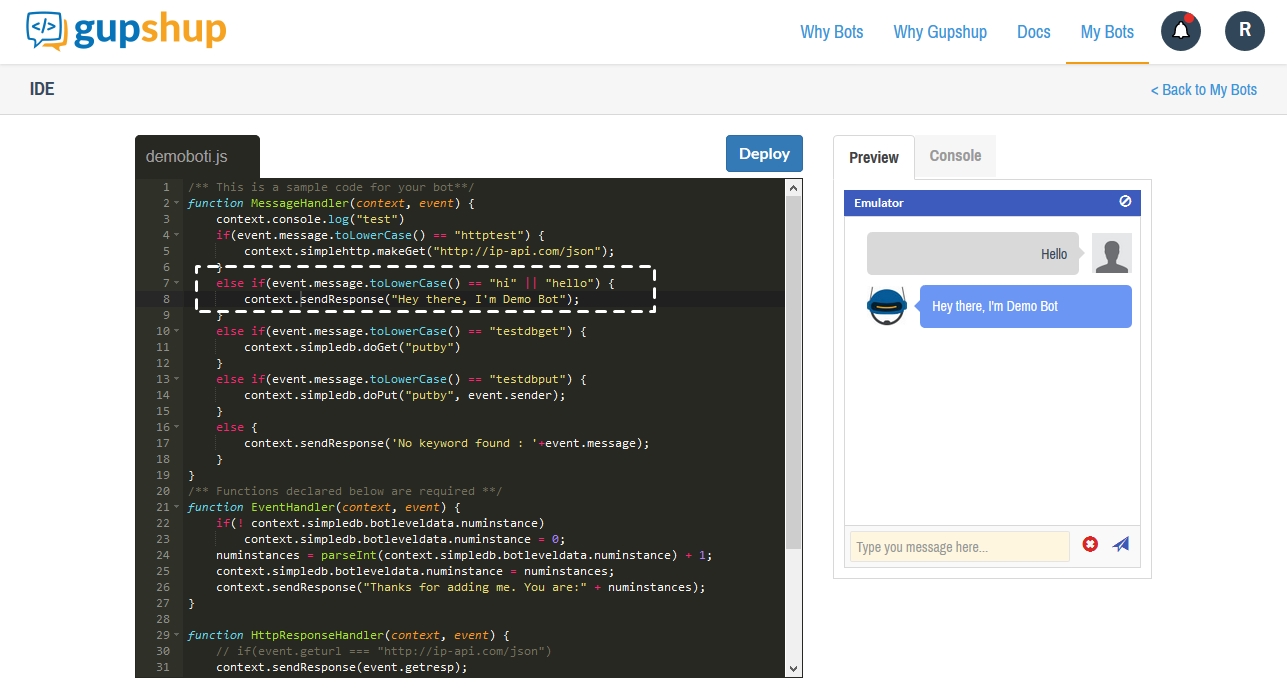 </> gupshup
Why Bots Why Gupshup Docs My Bots R
IDE
< Back to My Bots
demoboti.js
Deploy
1 /** This is a sample code for your bot**/
2 function MessageHandler(context, event) {
3 context.console.log("test")
4 if(event.message.toLowerCase() == "httptest") {
5 context.simplehttp.makeGet("http://ip-api.com/json");
6 }
7 else if(event.message.toLowerCase() == "hi" || "hello") {
8 context.sendResponse("Hey there, I'm Demo Bot");
9 }
10 else if(event.message.toLowerCase() == "testdbget") {
11 context.simpledb.doGet("putby")
12 }
13 else if(event.message.toLowerCase() == "testdbput") {
14 context.simpledb.doPut("putby", event.sender);
15 }
16 else {
17 context.sendResponse('No keyword found : '+event.message);
18 }
19 }
20 /** Functions declared below are required **/
21 function EventHandler(context, event) {
22 if(! context.simpledb.botleveldata.numinstance)
23 context.simpledb.botleveldata.numinstance = 0;
24 numinstances = parseInt(context.simpledb.botleveldata.numinstance) + 1;
25 context.simpledb.botleveldata.numinstance = numinstances;
26 context.sendResponse("Thanks for adding me. You are:" + numinstances);
27 }
28
29 function HttpResponseHandler(context, event) {
30 // if(event.geturl === "http://ip-api.com/json")
31 context.sendResponse(event.getresp);
Preview Console
Emulator
Hello
Hey there, I'm Demo Bot
Type you message here...